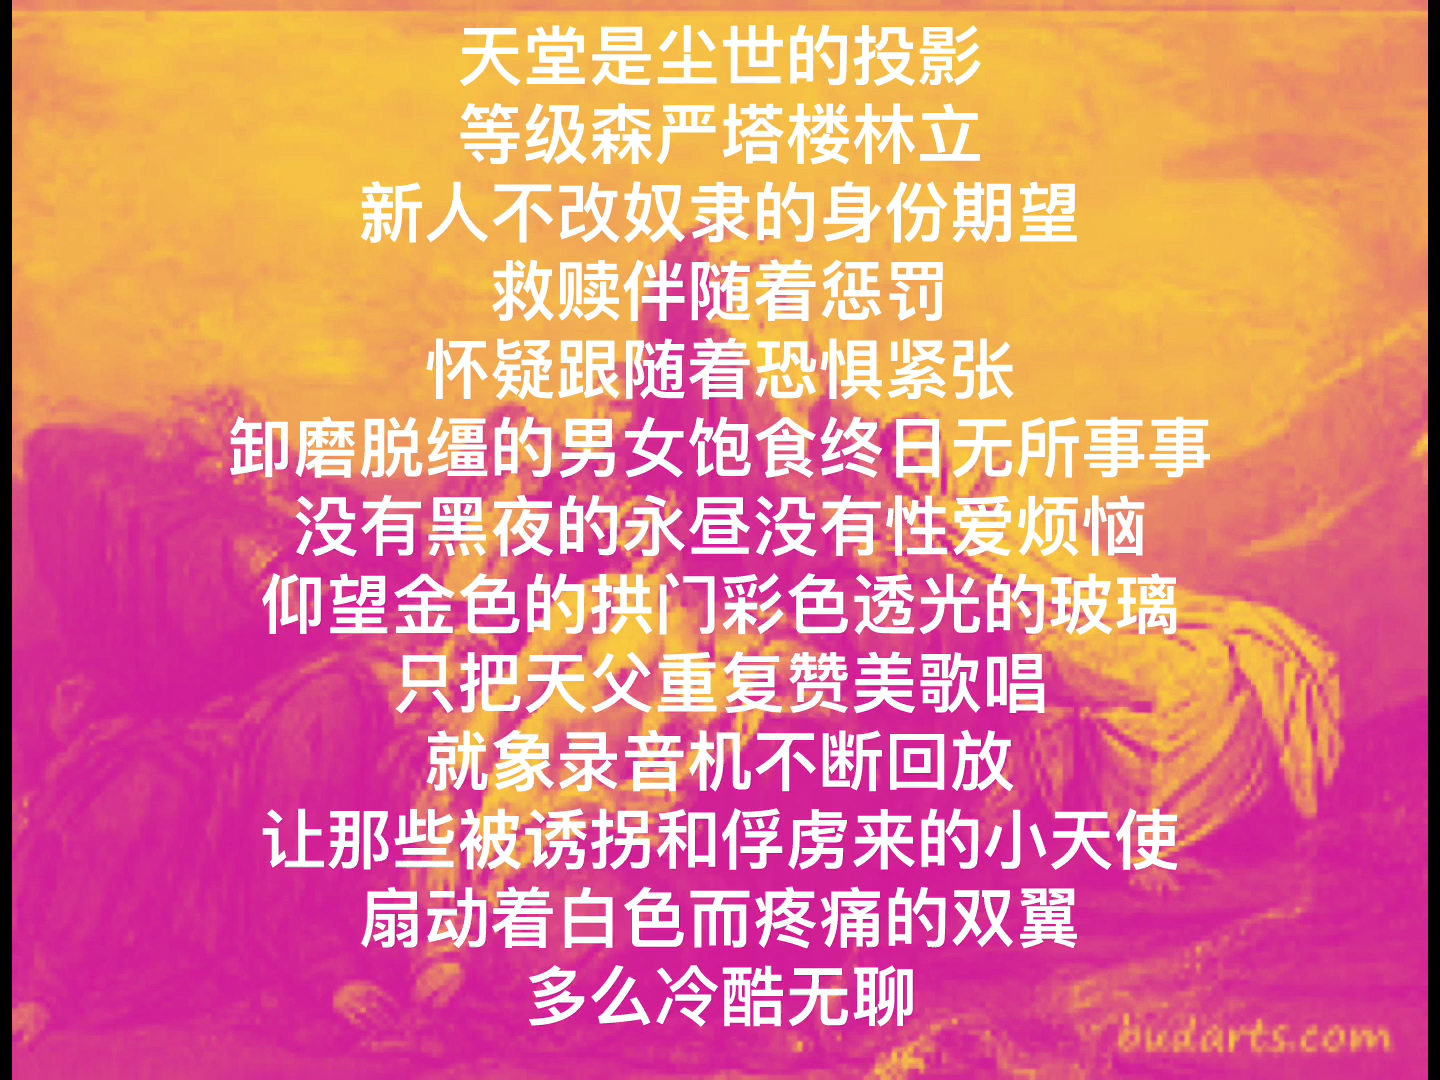 天堂是尘世的投影
等级森严塔楼林立
新人不改奴隶的身份期望
救赎伴随着惩罚
怀疑跟随着恐惧紧张
卸磨脱缰的男女饱食终日无所事事
没有黑夜的永昼没有性爱烦恼
仰望金色的拱门彩色透光的玻璃
只把天父重复赞美歌唱
就象录音机不断回放
让那些被诱拐和俘虏来的小天使
扇动着白色而疼痛的双翼
多么冷酷无聊
budarts.com